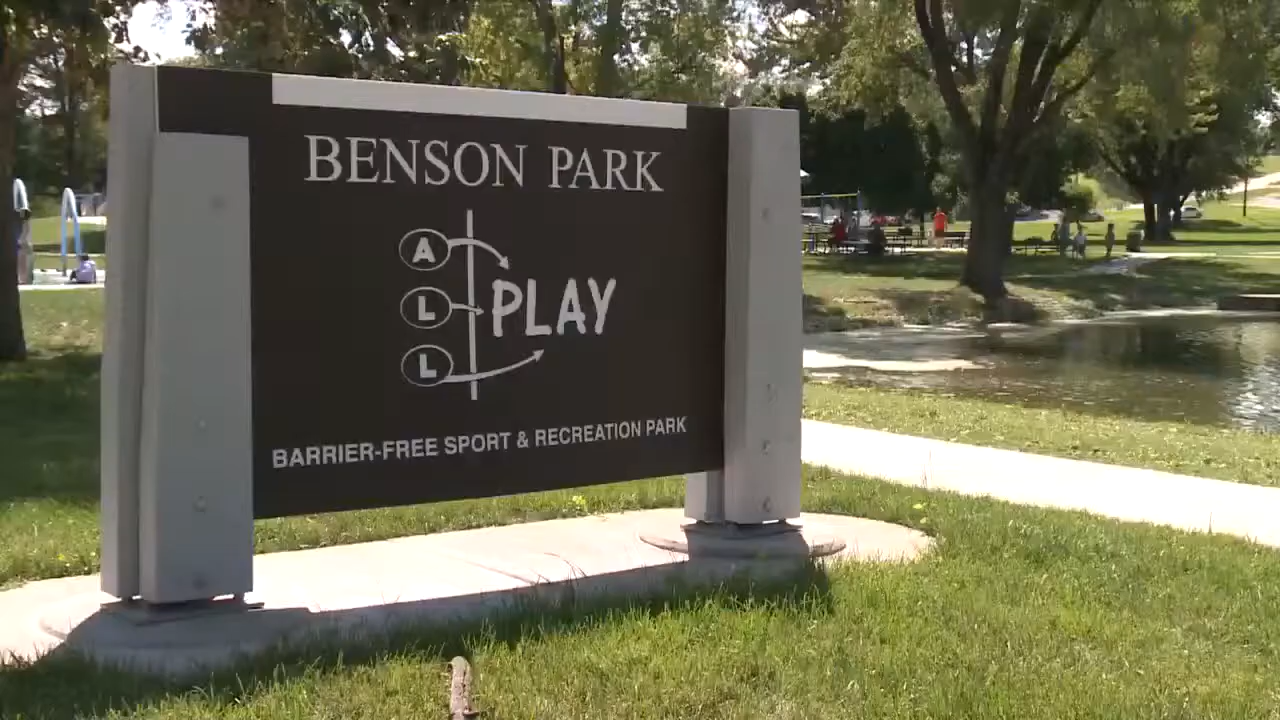 BENSON PARK
A
L PLAY
L
BARRIER-FREE SPORT & RECREATION PARK